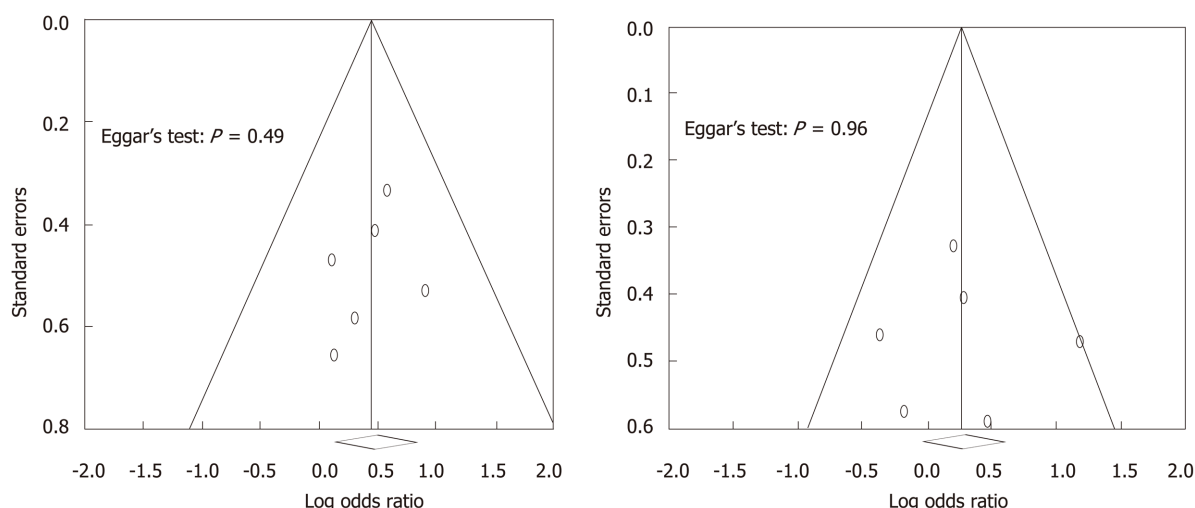 0.0
0.2
0.4
0.6
0.8
Standard errors
Eggar's test: P = 0.49
-2.0 -1.5 -1.0 -0.5 0.0 0.5 1.0 1.5 2.0
Log odds ratio
0.0
0.1
0.2
0.3
0.4
0.5
0.6
Standard errors
Eggar's test: P = 0.96
-2.0 -1.5 -1.0 -0.5 0.0 0.5 1.0 1.5 2.0
Log odds ratio